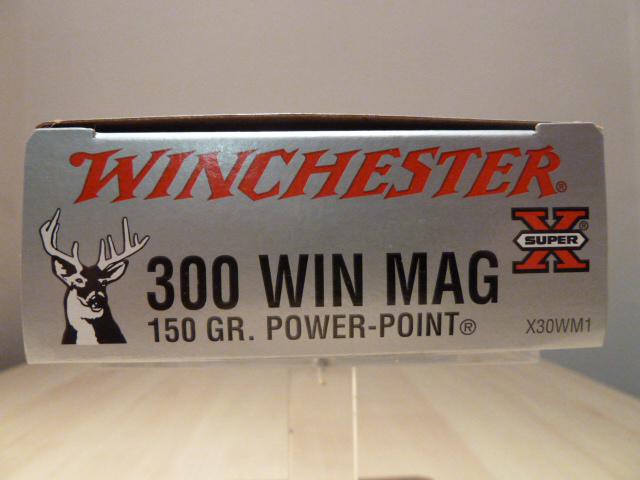 WINCHESTER®
SUPER X®
300 WIN MAG
150 GR. POWER-POINT®
X30WM1